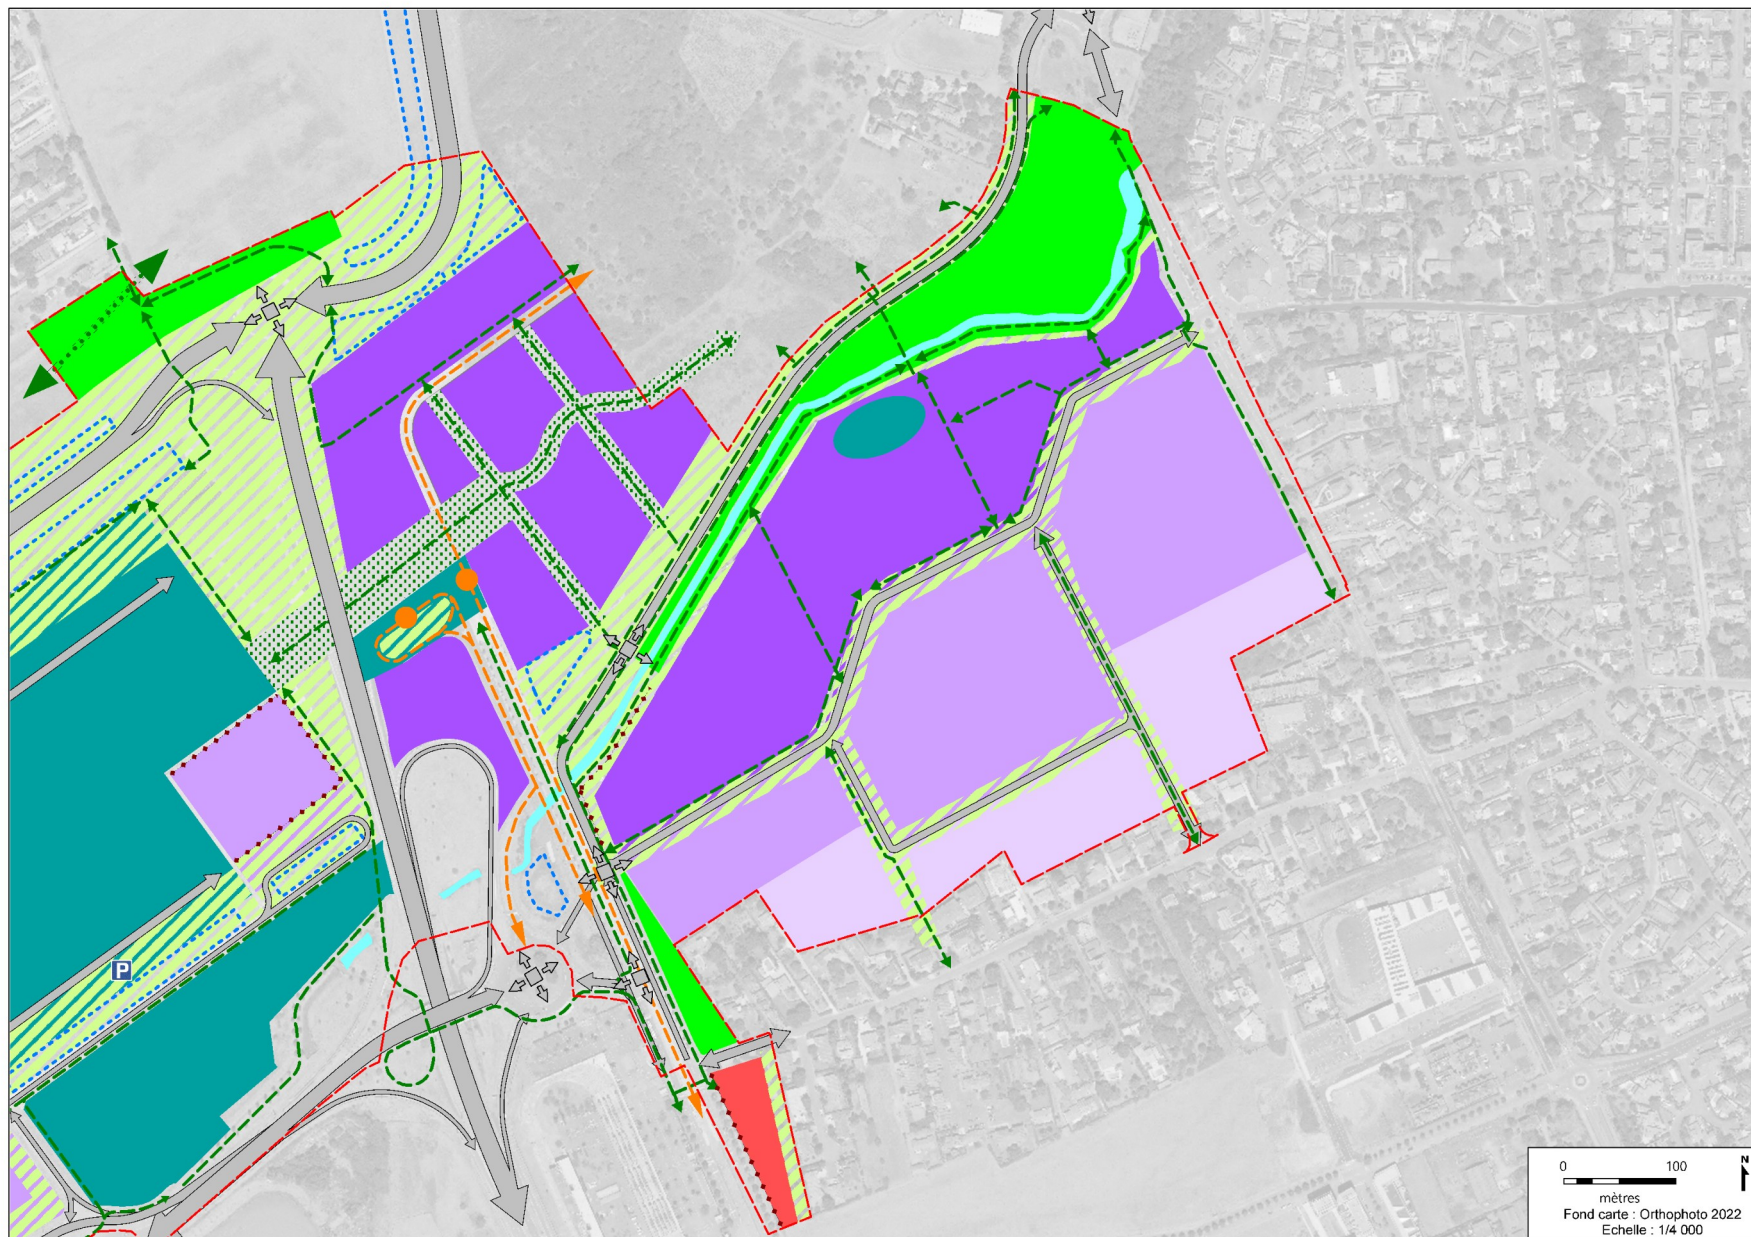 P
0 100
N
mètres
Fond carte : Orthophoto 2022
Echelle : 1/4 000